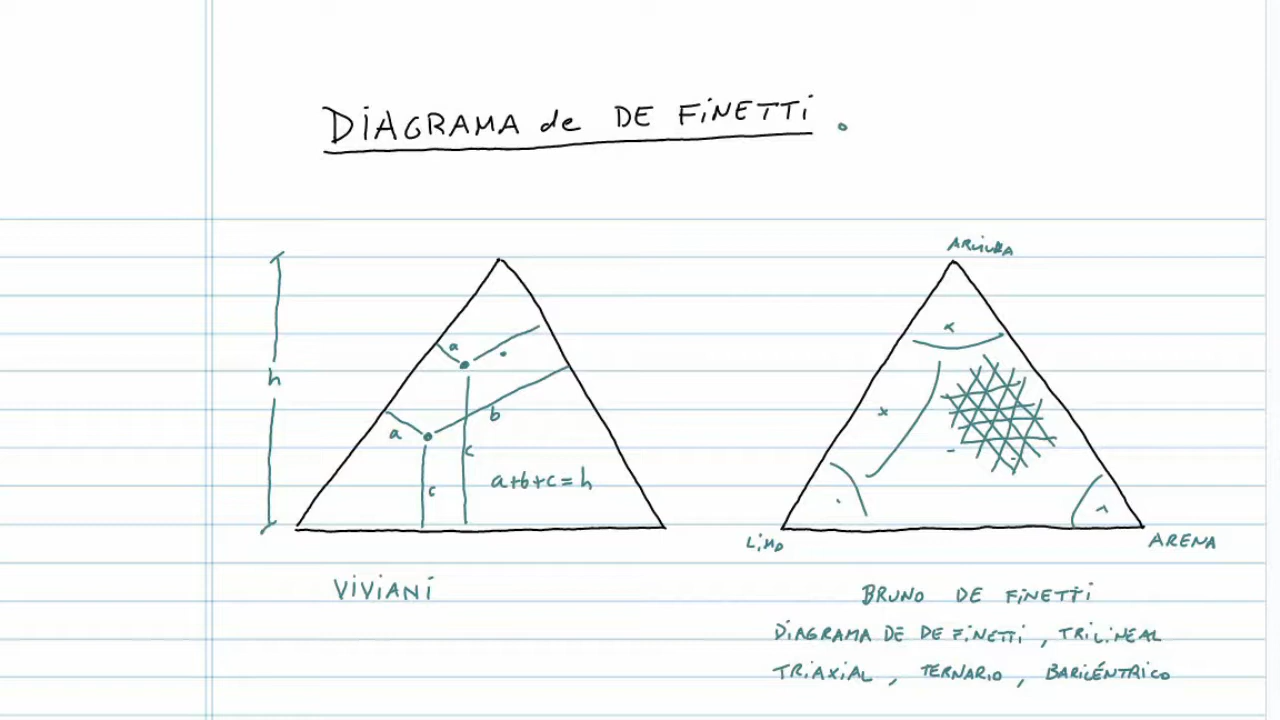 DIAGRAMA de DE FINETTI.
ARCILLA
h
a
a
b
c
c
a+b+c=h
LIMO
ARENA
VIVIANI
BRUNO DE FINETTI
DIAGRAMA DE DE FINETTI, TRILINEAL
TRIAXIAL, TERNARIO, BARICÉNTRICO